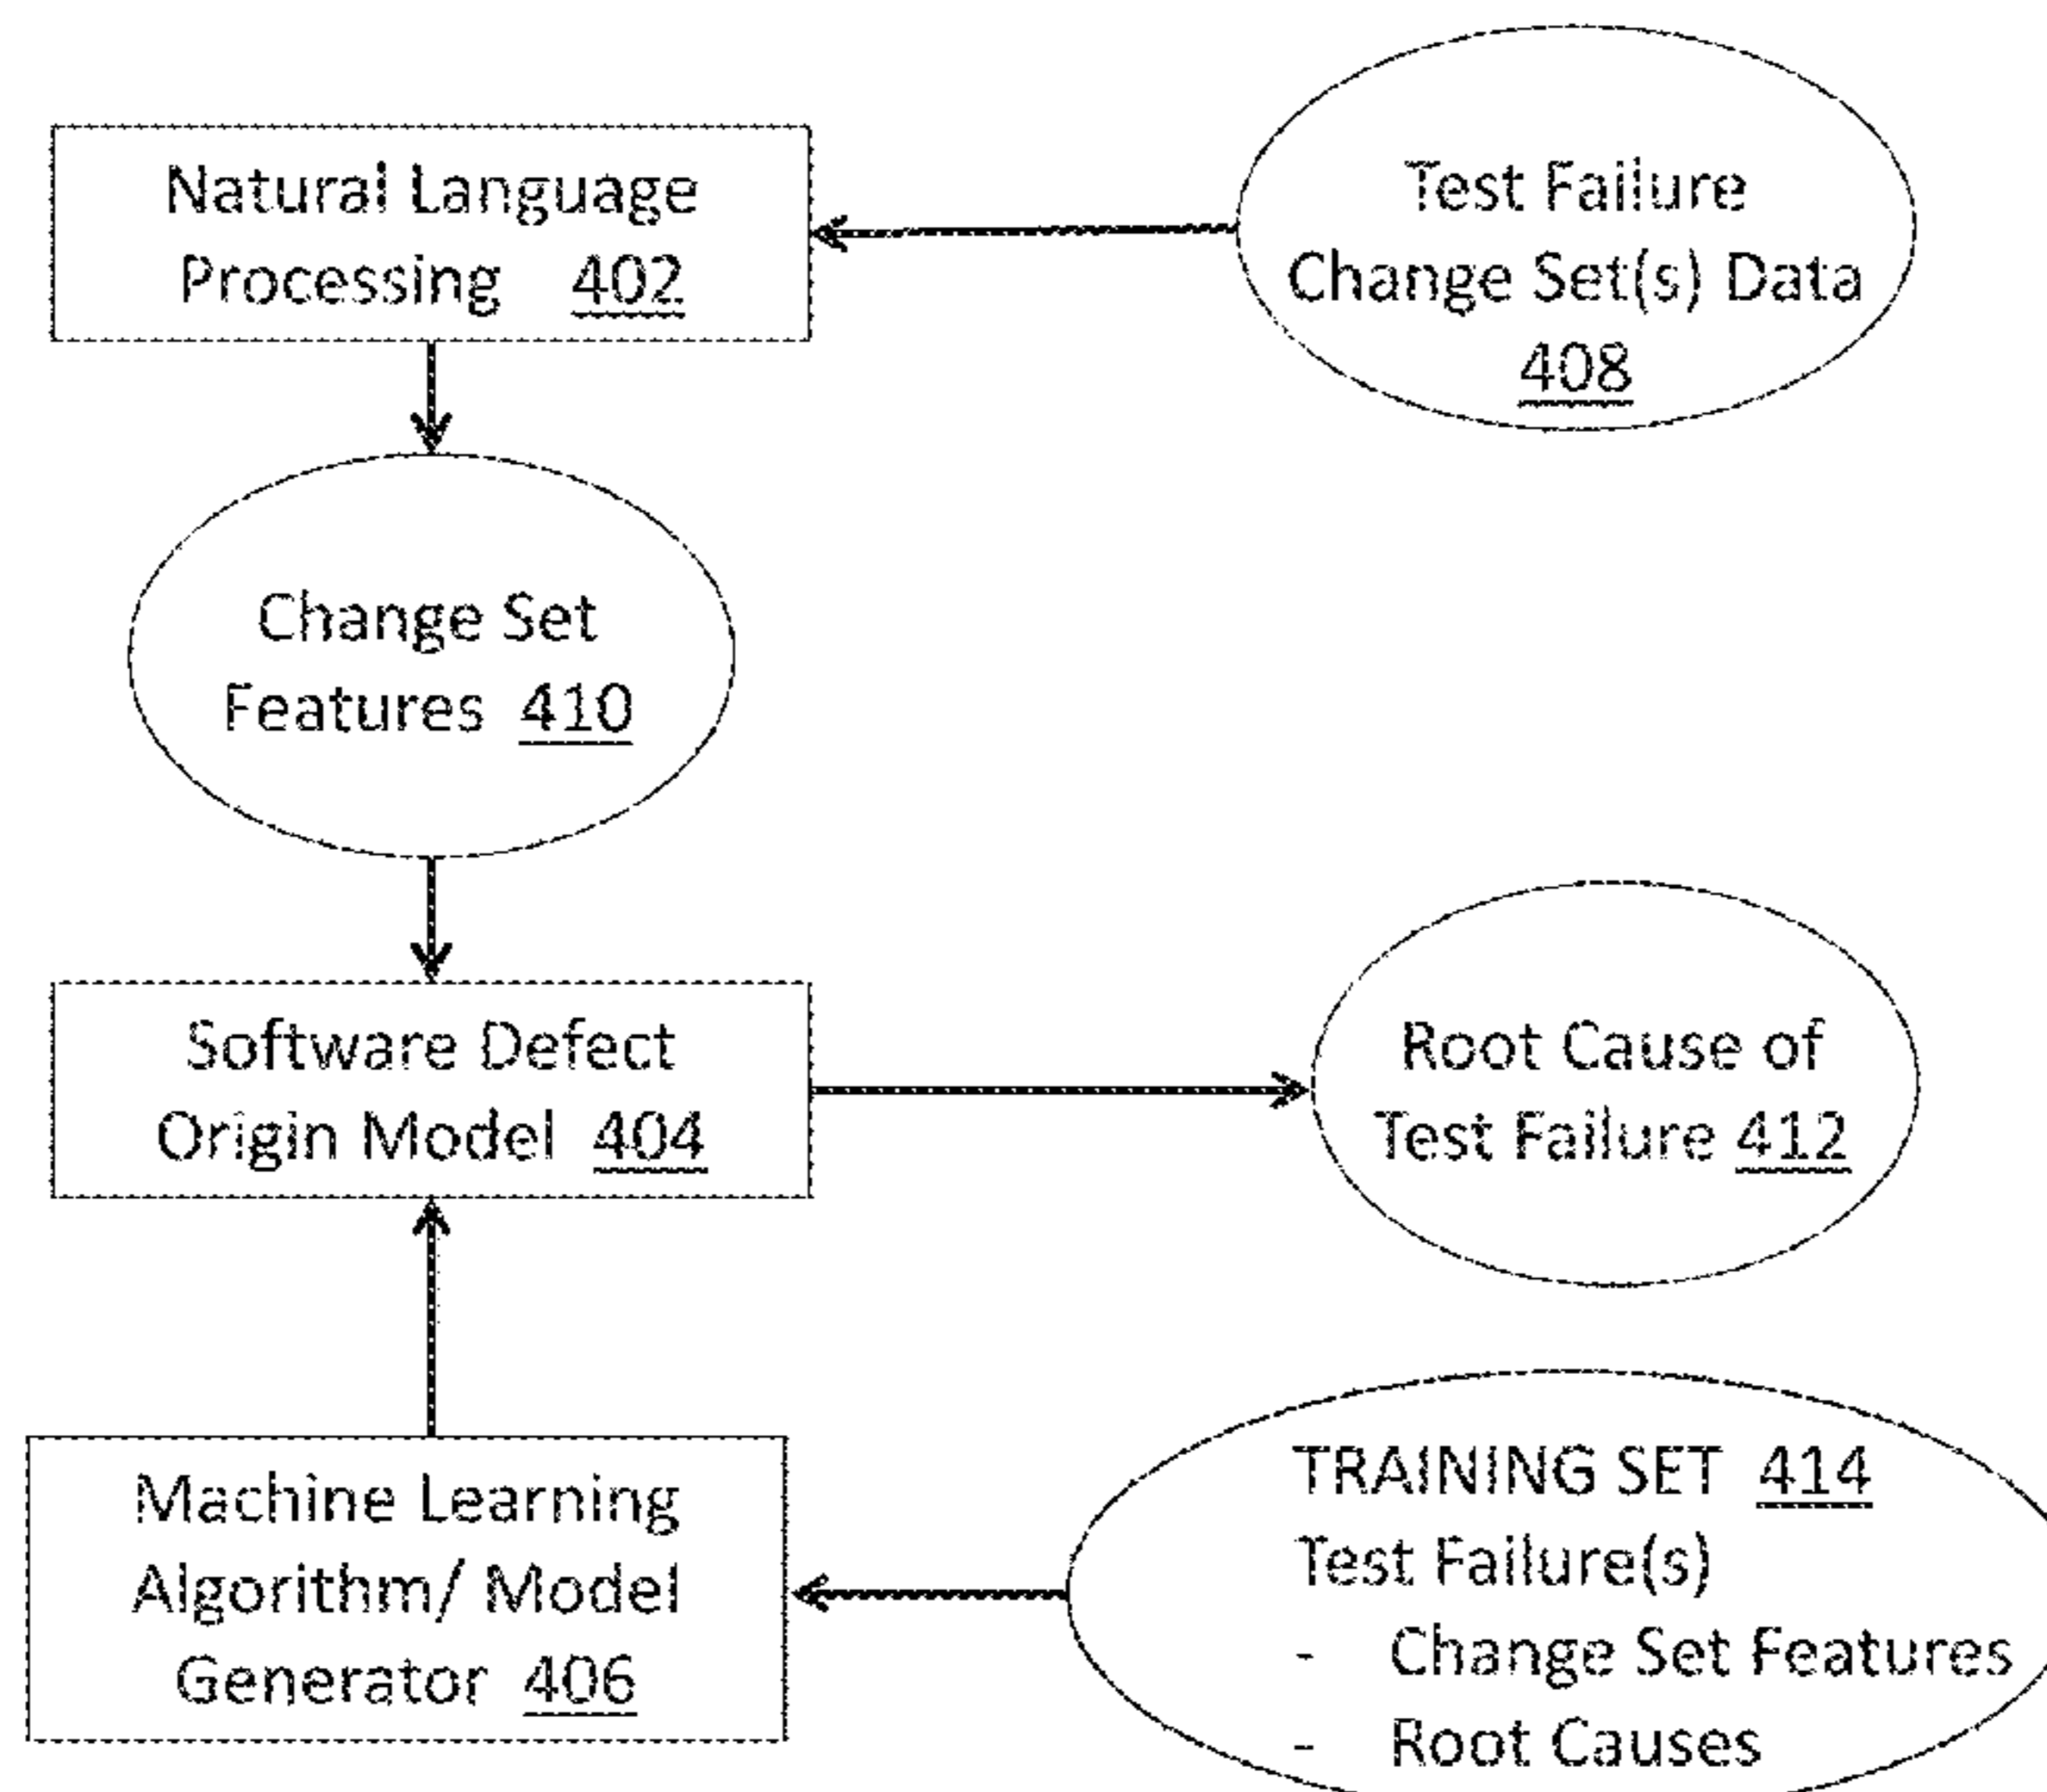 Natural Language
Processing 402
Test Failure
Change Set(s) Data
408
Change Set
Features 410
Software Defect
Origin Model 404
Root Cause of
Test Failure 412
Machine Learning
Algorithm/ Model
Generator 406
TRAINING SET 414
Test Failure(s)
- Change Set Features
- Root Causes